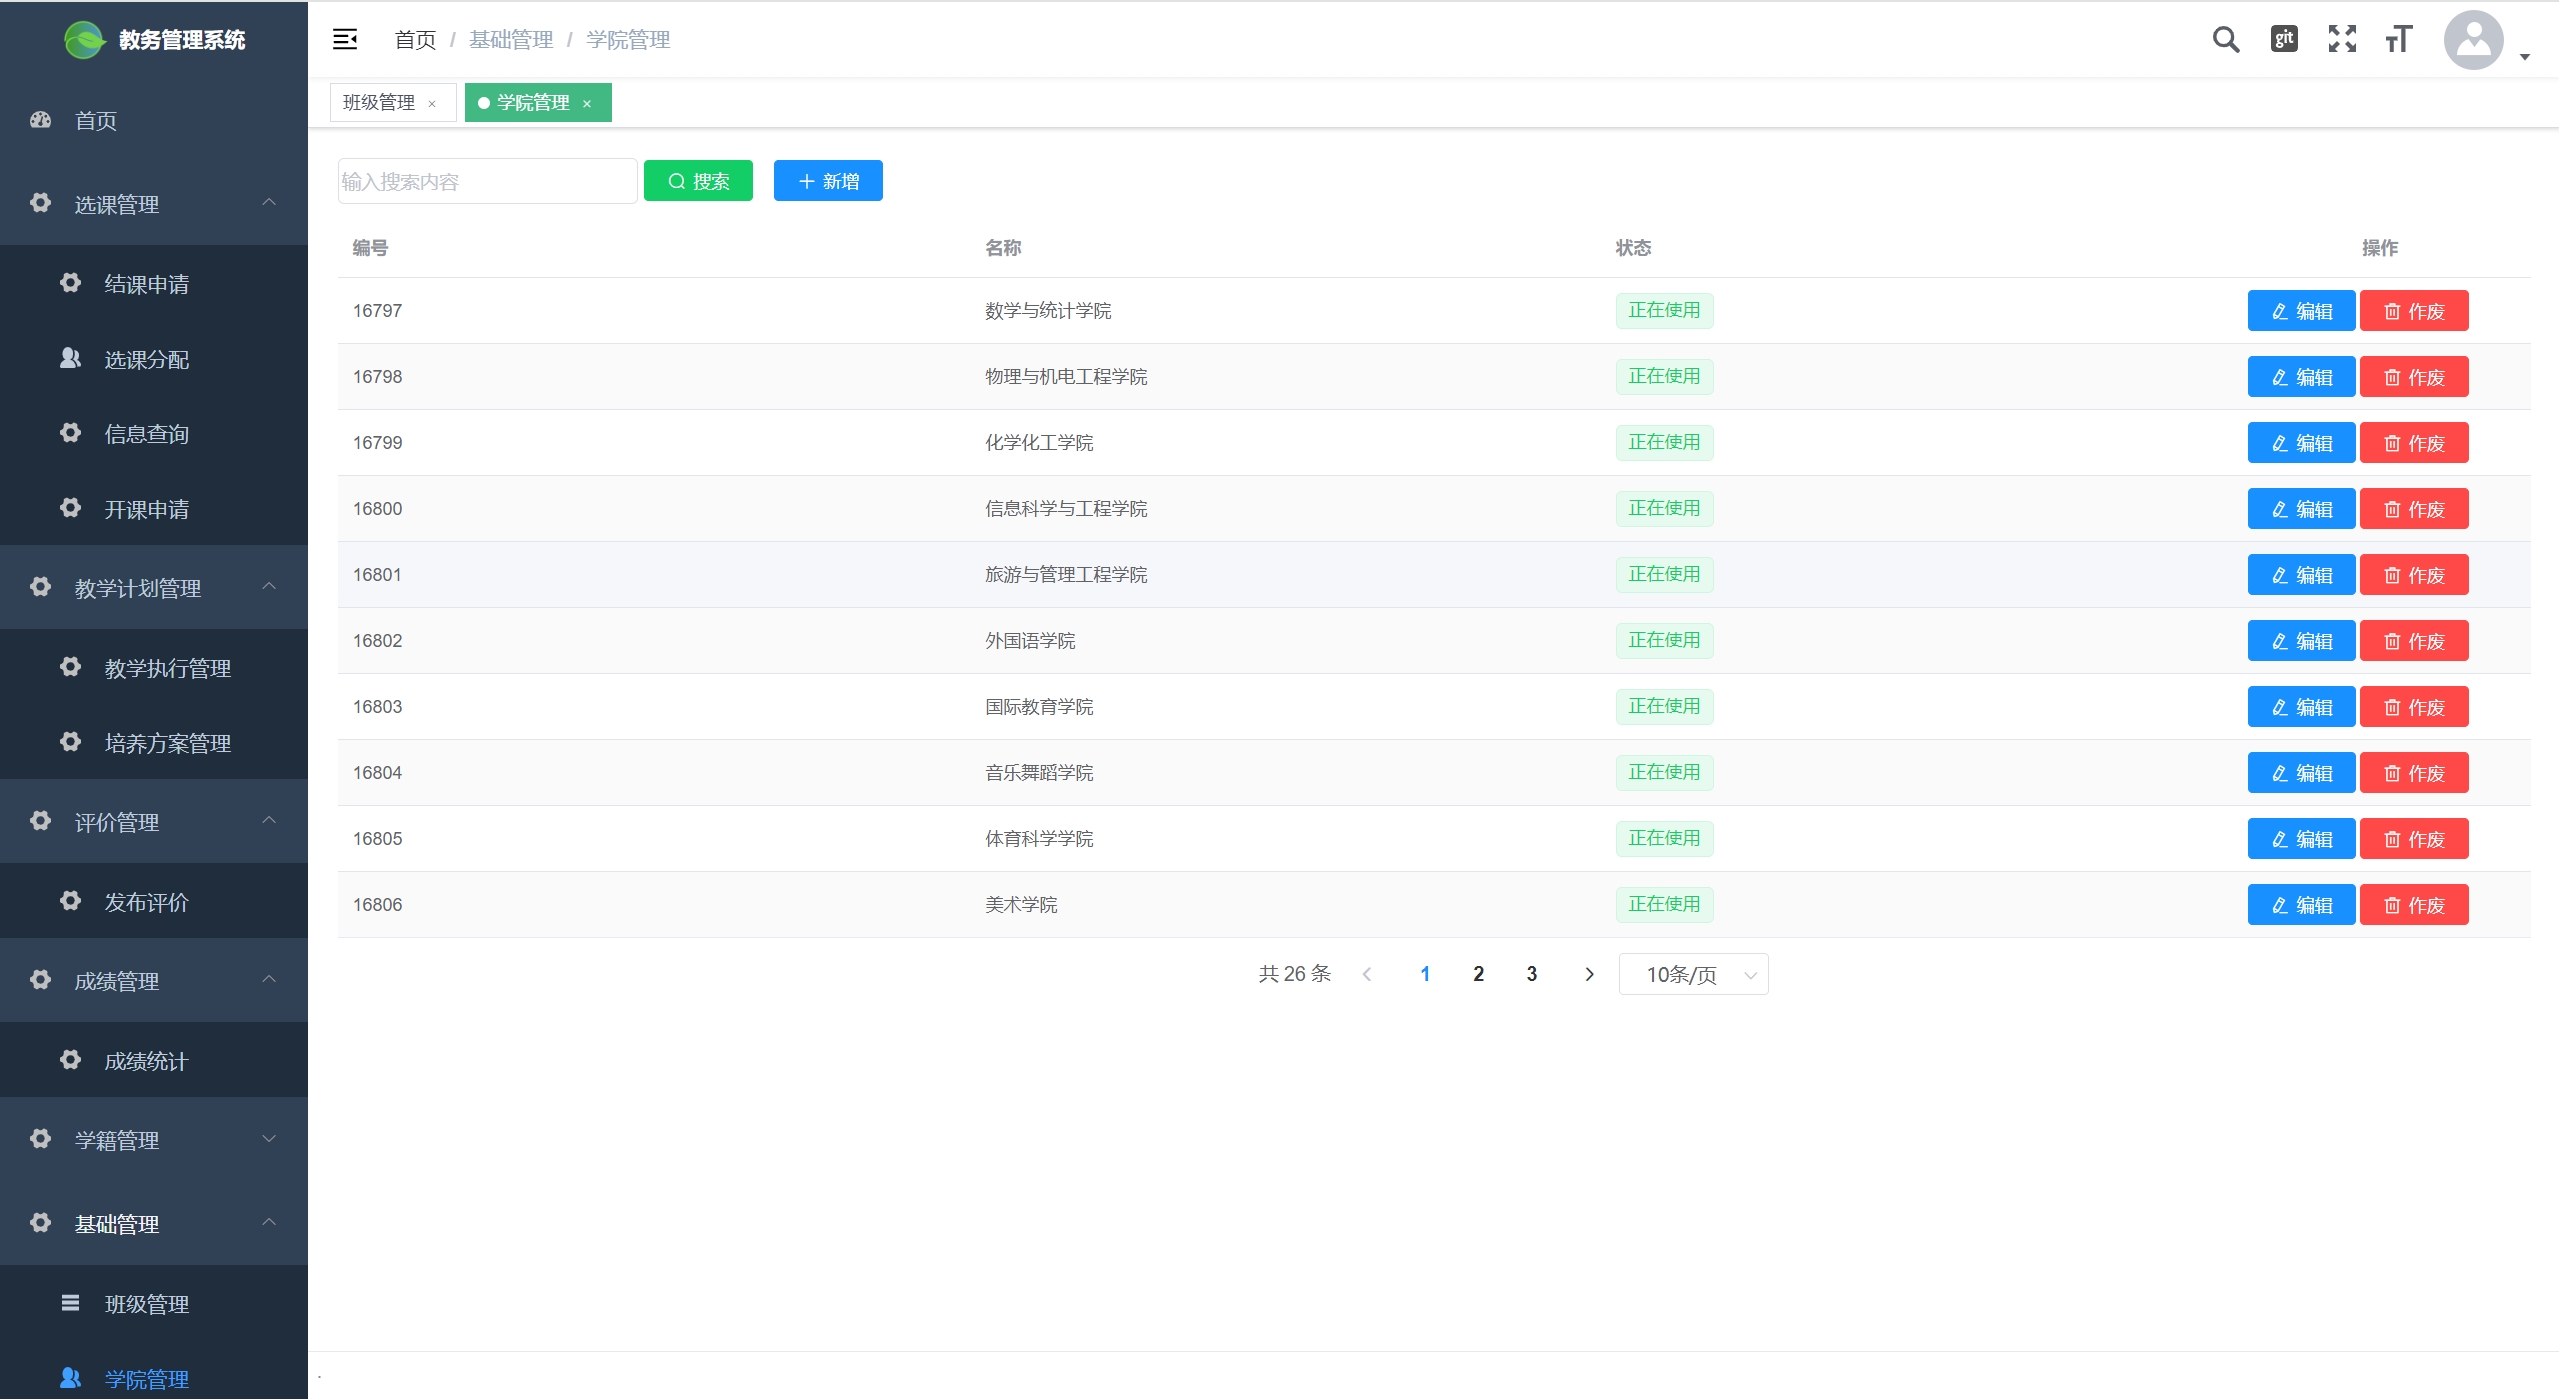 教务管理系统
首页
选课管理
结课申请
选课分配
信息查询
开课申请
教学计划管理
教学执行管理
培养方案管理
评价管理
发布评价
成绩管理
成绩统计
学籍管理
基础管理
班级管理
学院管理
首页 / 基础管理 / 学院管理
git
班级管理 ×
学院管理 ×
输入搜索内容 搜索 新增
编号 名称 状态 操作
16797 数学与统计学院 正在使用 编辑 作废
16798 物理与机电工程学院 正在使用 编辑 作废
16799 化学化工学院 正在使用 编辑 作废
16800 信息科学与工程学院 正在使用 编辑 作废
16801 旅游与管理工程学院 正在使用 编辑 作废
16802 外国语学院 正在使用 编辑 作废
16803 国际教育学院 正在使用 编辑 作废
16804 音乐舞蹈学院 正在使用 编辑 作废
16805 体育科学学院 正在使用 编辑 作废
16806 美术学院 正在使用 编辑 作废
共 26 条 1 2 3 10条/页